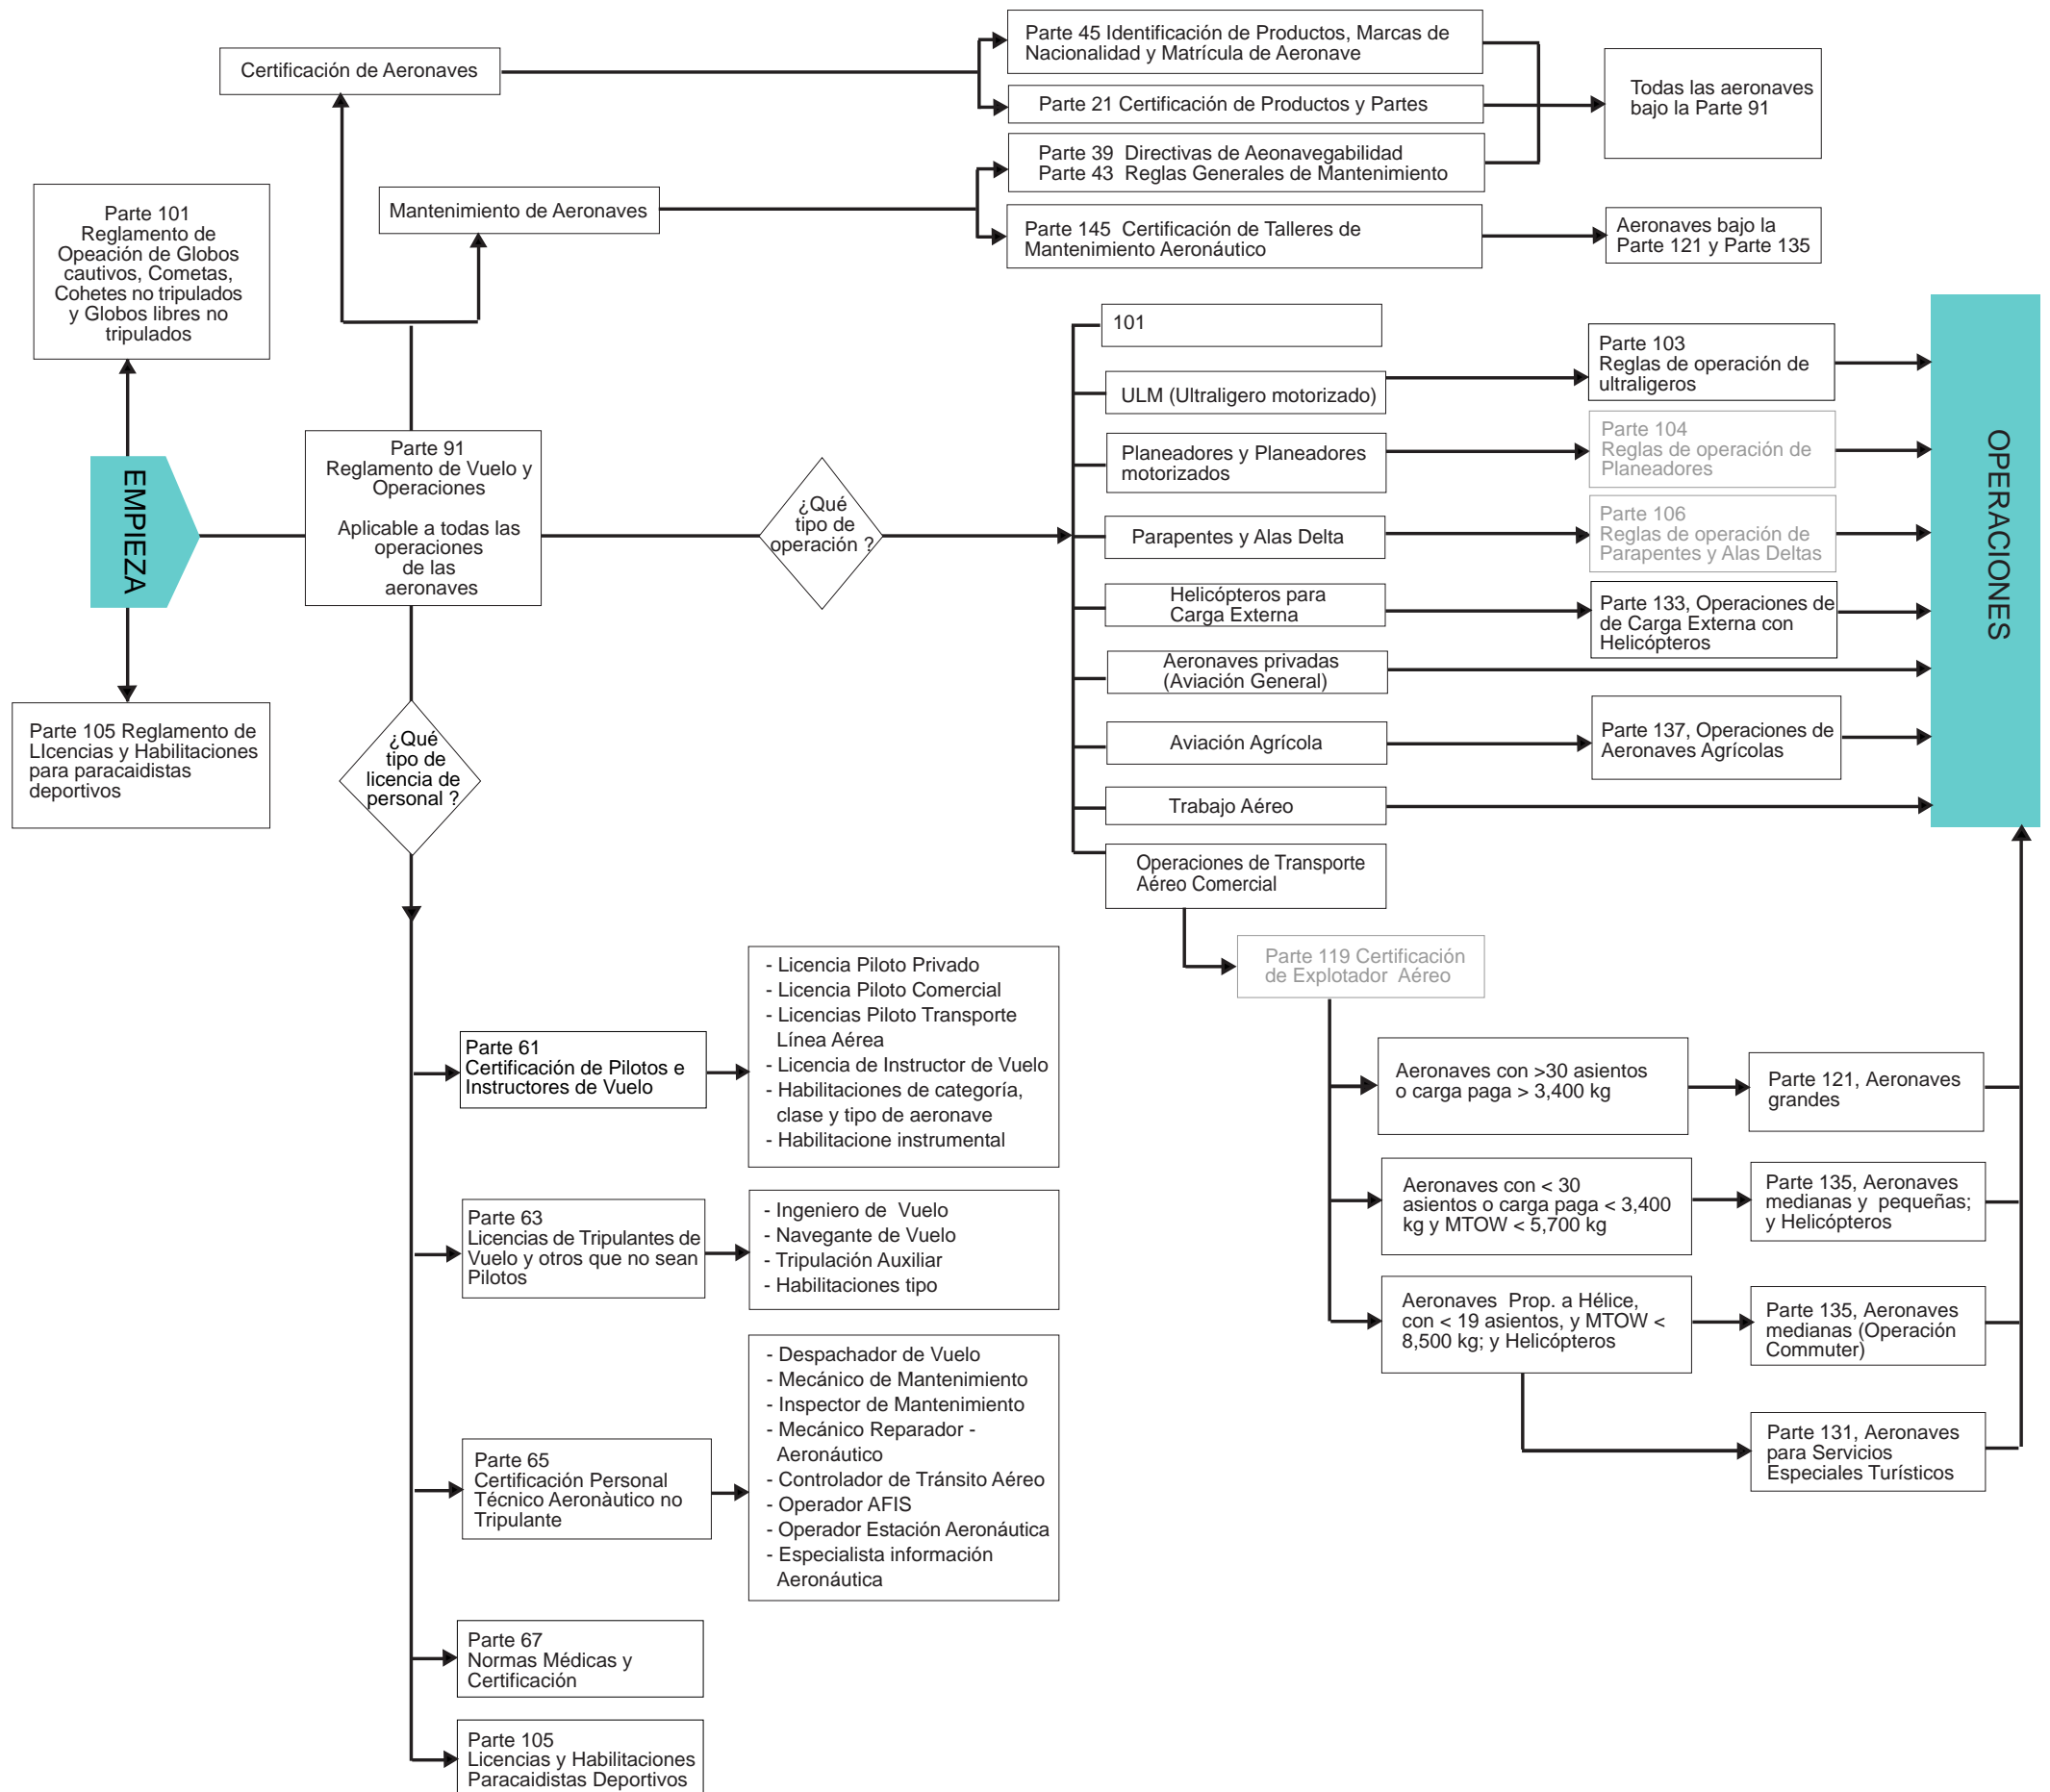 Certificación de Aeronaves
Parte 45 Identificación de Productos, Marcas de
Nacionalidad y Matrícula de Aeronave
Parte 21 Certificación de Productos y Partes
Todas las aeronaves
bajo la Parte 91
Mantenimiento de Aeronaves
Parte 39  Directivas de Aeonavegabilidad
Parte 43  Reglas Generales de Mantenimiento
Parte 145  Certificación de Talleres de
Mantenimiento Aeronáutico
Aeronaves bajo la
Parte 121 y Parte 135
Parte 101
Reglamento de
Opeación de Globos
cautivos, Cometas,
Cohetes no tripulados
y Globos libres no
tripulados
EMPIEZA
Parte 105 Reglamento de
LIcencias y Habilitaciones
para paracaidistas
deportivos
Parte 91
Reglamento de Vuelo y
Operaciones
Aplicable a todas las
operaciones
de las
aeronaves
¿Qué
tipo de
operación ?
101
ULM (Ultraligero motorizado)
Parte 103
Reglas de operación de
ultraligeros
Planeadores y Planeadores
motorizados
Parte 104
Reglas de operación de
Planeadores
Parapentes y Alas Delta
Parte 106
Reglas de operación de
Parapentes y Alas Deltas
Helicópteros para
Carga Externa
Parte 133, Operaciones de
de Carga Externa con
Helicópteros
Aeronaves privadas
(Aviación General)
Aviación Agrícola
Parte 137, Operaciones de
Aeronaves Agrícolas
Trabajo Aéreo
Operaciones de Transporte
Aéreo Comercial
OPERACIONES
Parte 119 Certificación
de Explotador  Aéreo
Aeronaves con >30 asientos
o carga paga > 3,400 kg
Parte 121, Aeronaves
grandes
Aeronaves con < 30
asientos o carga paga < 3,400
kg y MTOW < 5,700 kg
Parte 135, Aeronaves
medianas y  pequeñas;
y Helicópteros
Aeronaves  Prop. a Hélice,
con < 19 asientos, y MTOW <
8,500 kg; y Helicópteros
Parte 135, Aeronaves
medianas (Operación
Commuter)
Parte 131, Aeronaves
para Servicios
Especiales Turísticos
¿Qué
tipo de
licencia de
personal ?
Parte 61
Certificación de Pilotos e
Instructores de Vuelo
- Licencia Piloto Privado
- Licencia Piloto Comercial
- Licencias Piloto Transporte
Línea Aérea
- Licencia de Instructor de Vuelo
- Habilitaciones de categoría,
clase y tipo de aeronave
- Habilitacione instrumental
Parte 63
Licencias de Tripulantes de
Vuelo y otros que no sean
Pilotos
- Ingeniero de  Vuelo
- Navegante de Vuelo
- Tripulación Auxiliar
- Habilitaciones tipo
Parte 65
Certificación Personal
Técnico Aeronàutico no
Tripulante
- Despachador de Vuelo
- Mecánico de Mantenimiento
- Inspector de Mantenimiento
- Mecánico Reparador -
Aeronáutico
- Controlador de Tránsito Aéreo
- Operador AFIS
- Operador Estación Aeronáutica
- Especialista información
Aeronáutica
Parte 67
Normas Médicas y
Certificación
Parte 105
Licencias y Habilitaciones
Paracaidistas Deportivos